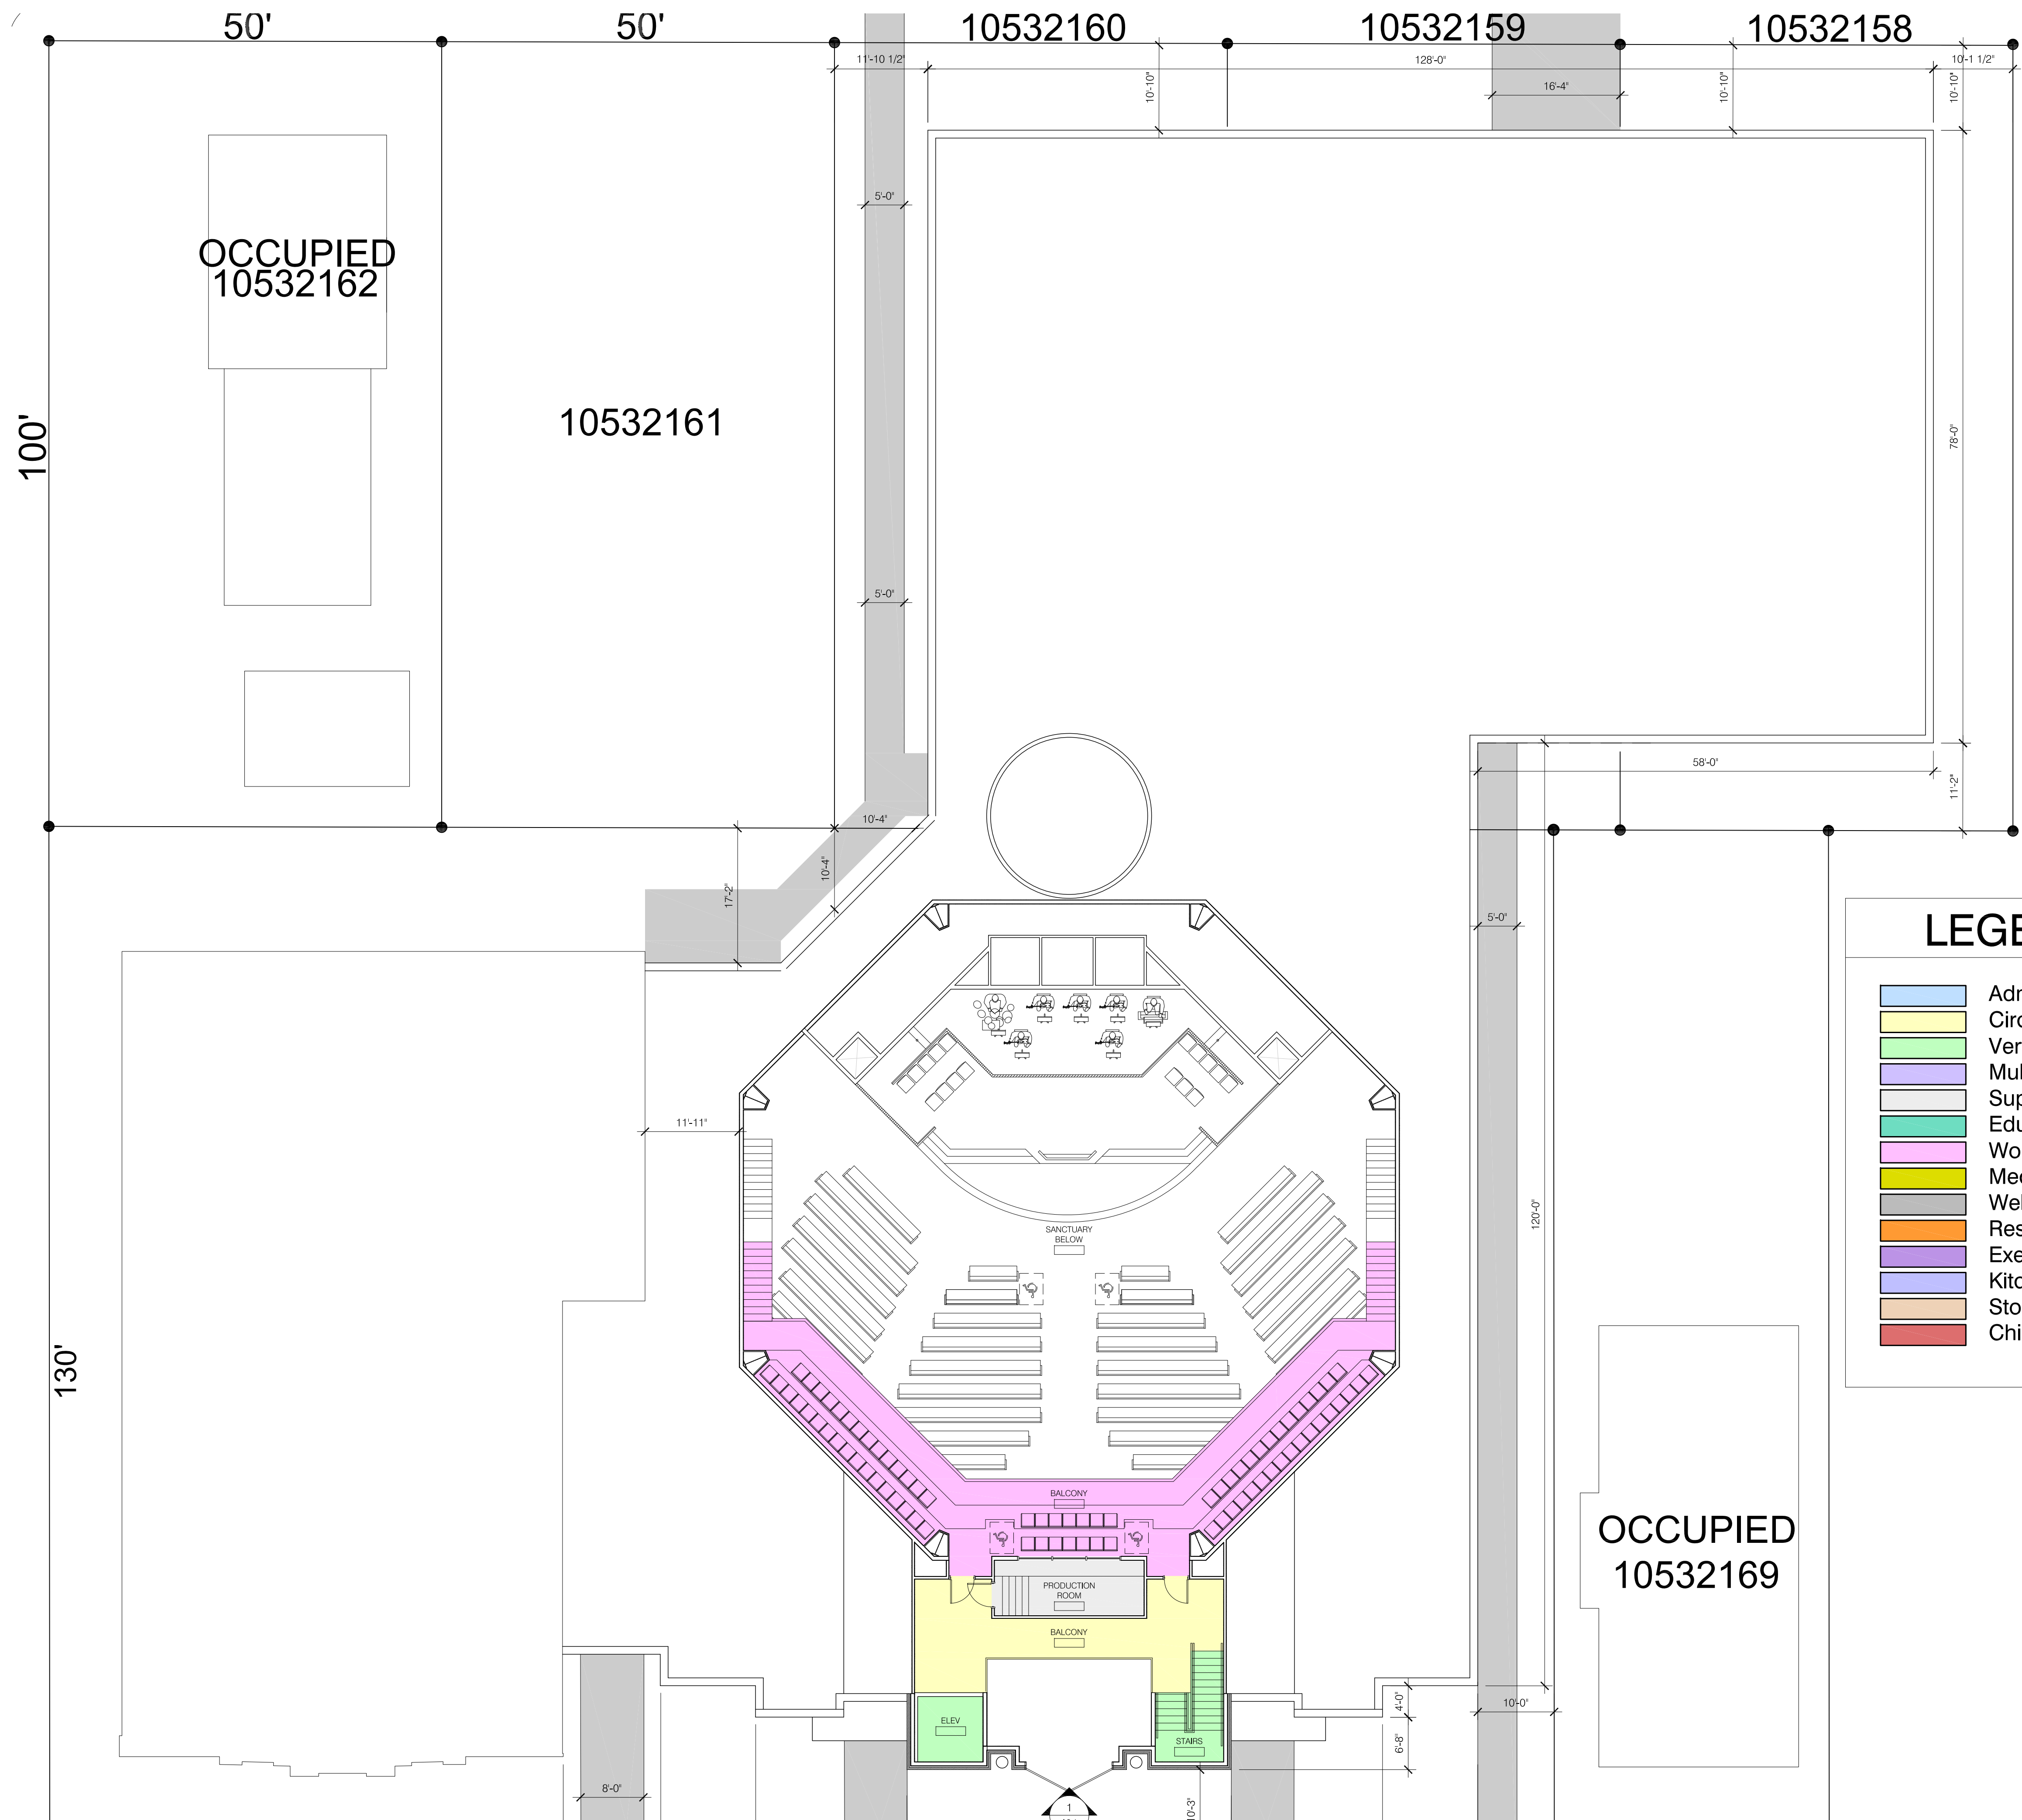 50'
50'
10532160
10532159
10532158
11'-10 1/2"
128'-0"
10'-1 1/2"
10'-10"
16'-4"
10'-10"
10'-10"
5'-0"
OCCUPIED
10532162
10532161
100'
78'-0"
5'-0"
58'-0"
11'-2"
10'-4"
10'-4"
17'-2"
5'-0"
LEGE
Adr
Circ
Ver
Mul
Sup
Edu
Wo
Med
Wel
Res
Exe
Kitc
Sto
Chi
11'-11"
120'-0"
SANCTUARY
BELOW
130'
BALCONY
OCCUPIED
10532169
PRODUCTION
ROOM
BALCONY
4'-0"
10'-0"
ELEV
STAIRS
6'-8"
8'-0"
10'-3"
1